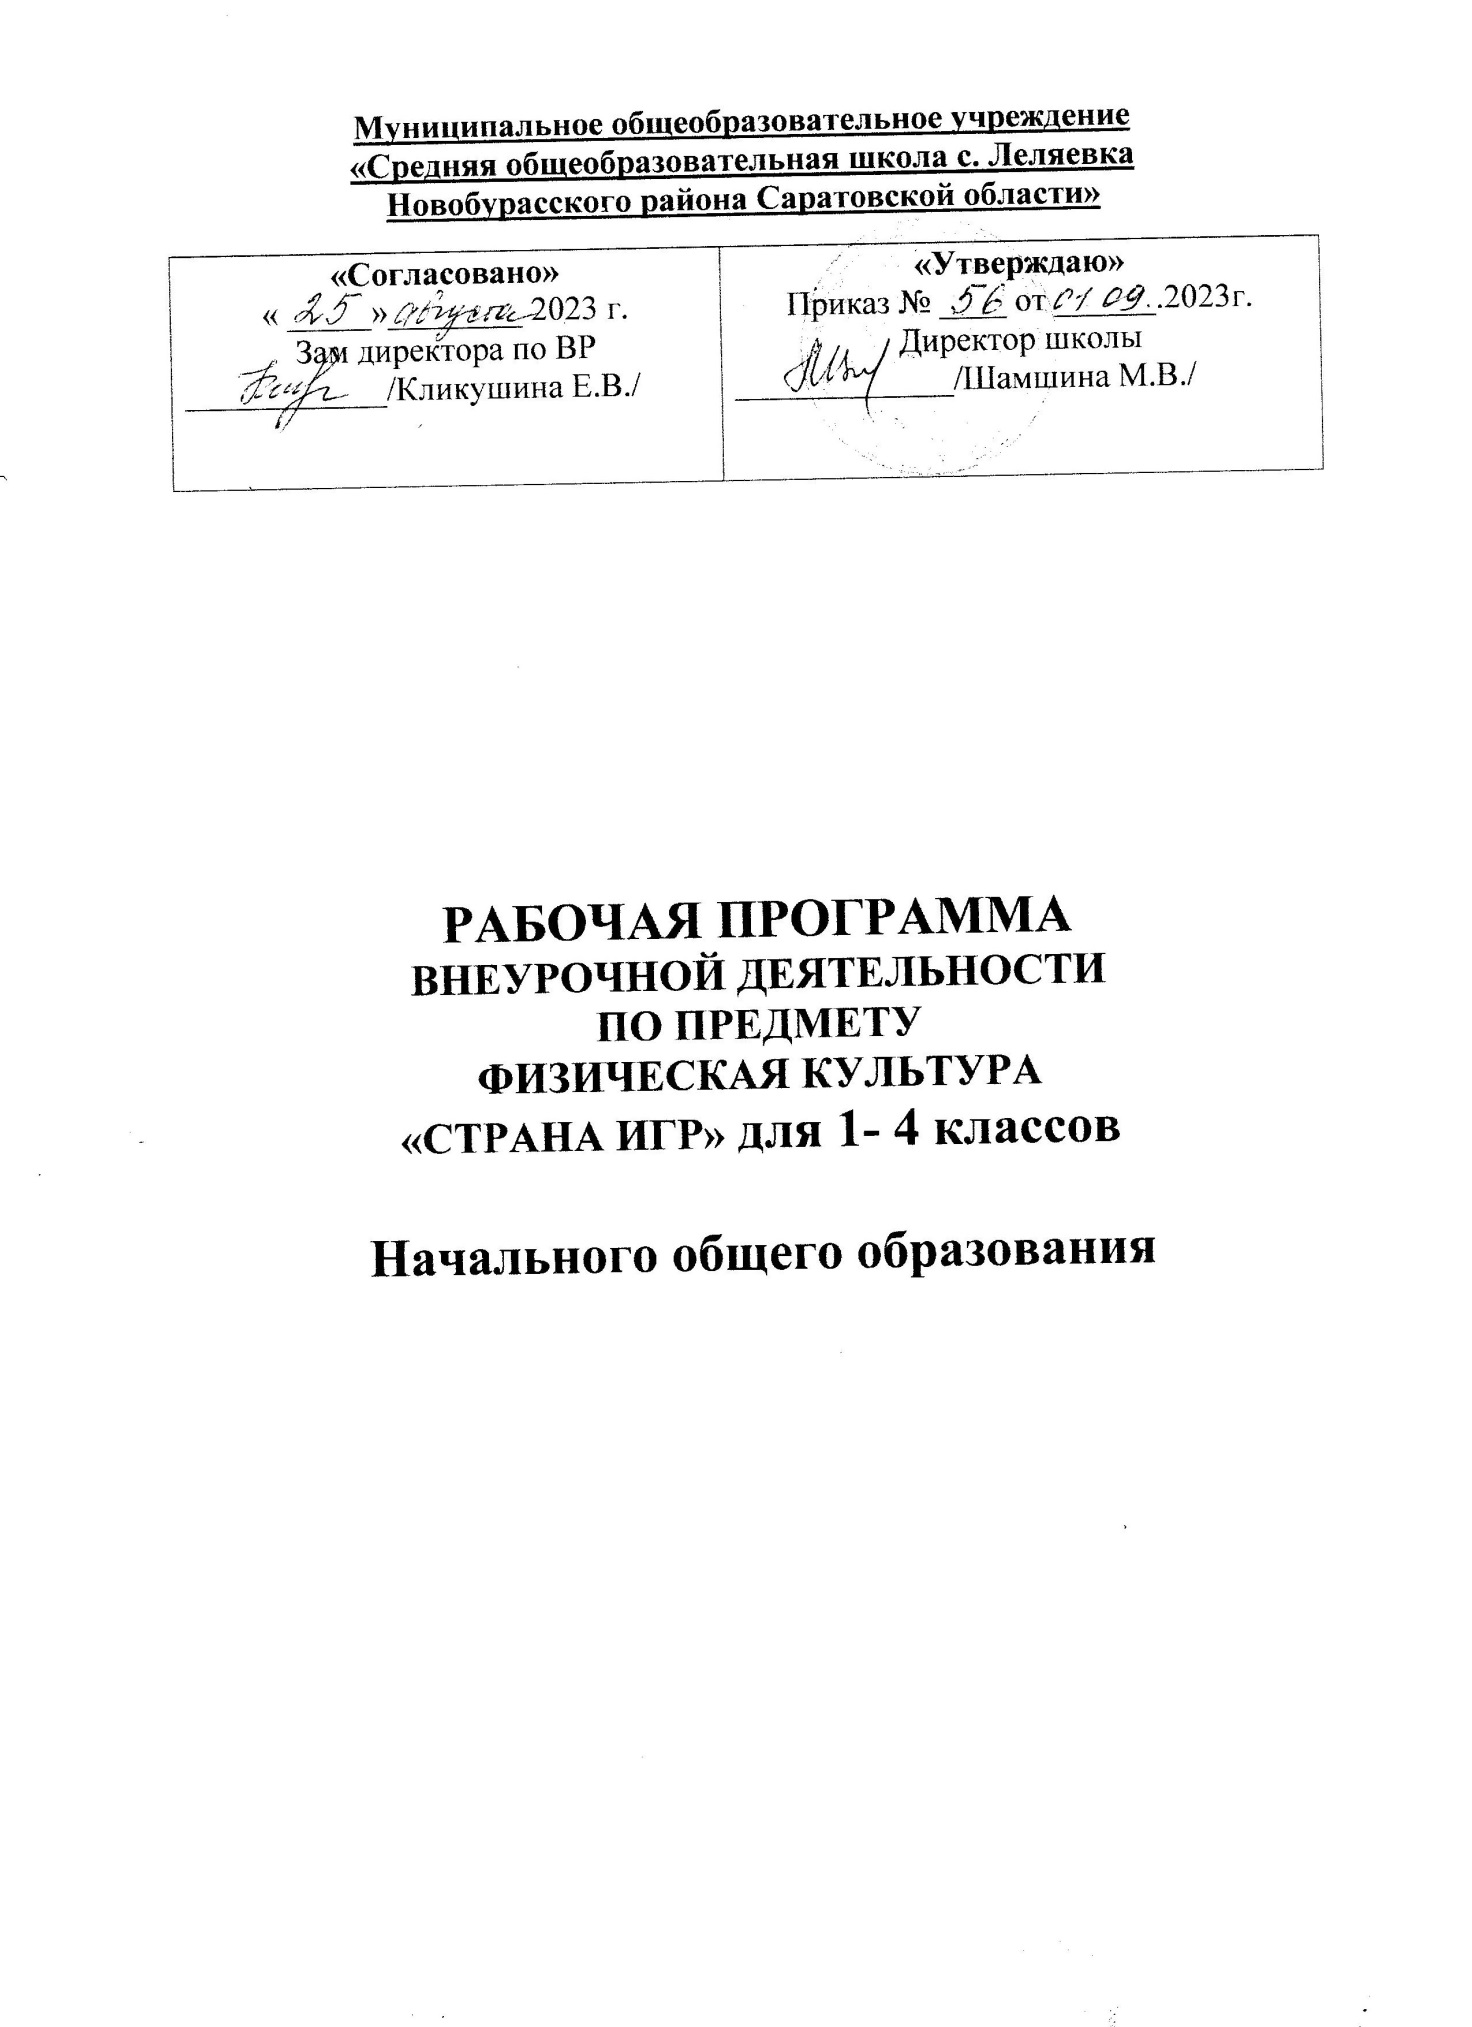 Муниципальное общеобразовательное учреждение
«Средняя общеобразовательная школа с. Леляевка
Новобурасского района Саратовской области»
«Согласовано»
« 25 » августа 2023 г.
Зам директора по ВР
/Кликушина Е.В./
«Утверждаю»
Приказ № 56 от 01 09. .2023г.
Директор школы
/Шамшина М.В./
РАБОЧАЯ ПРОГРАММА
ВНЕУРОЧНОЙ ДЕЯТЕЛЬНОСТИ
ПО ПРЕДМЕТУ
ФИЗИЧЕСКАЯ КУЛЬТУРА
«СТРАНА ИГР» для 1- 4 классов
Начального общего образования